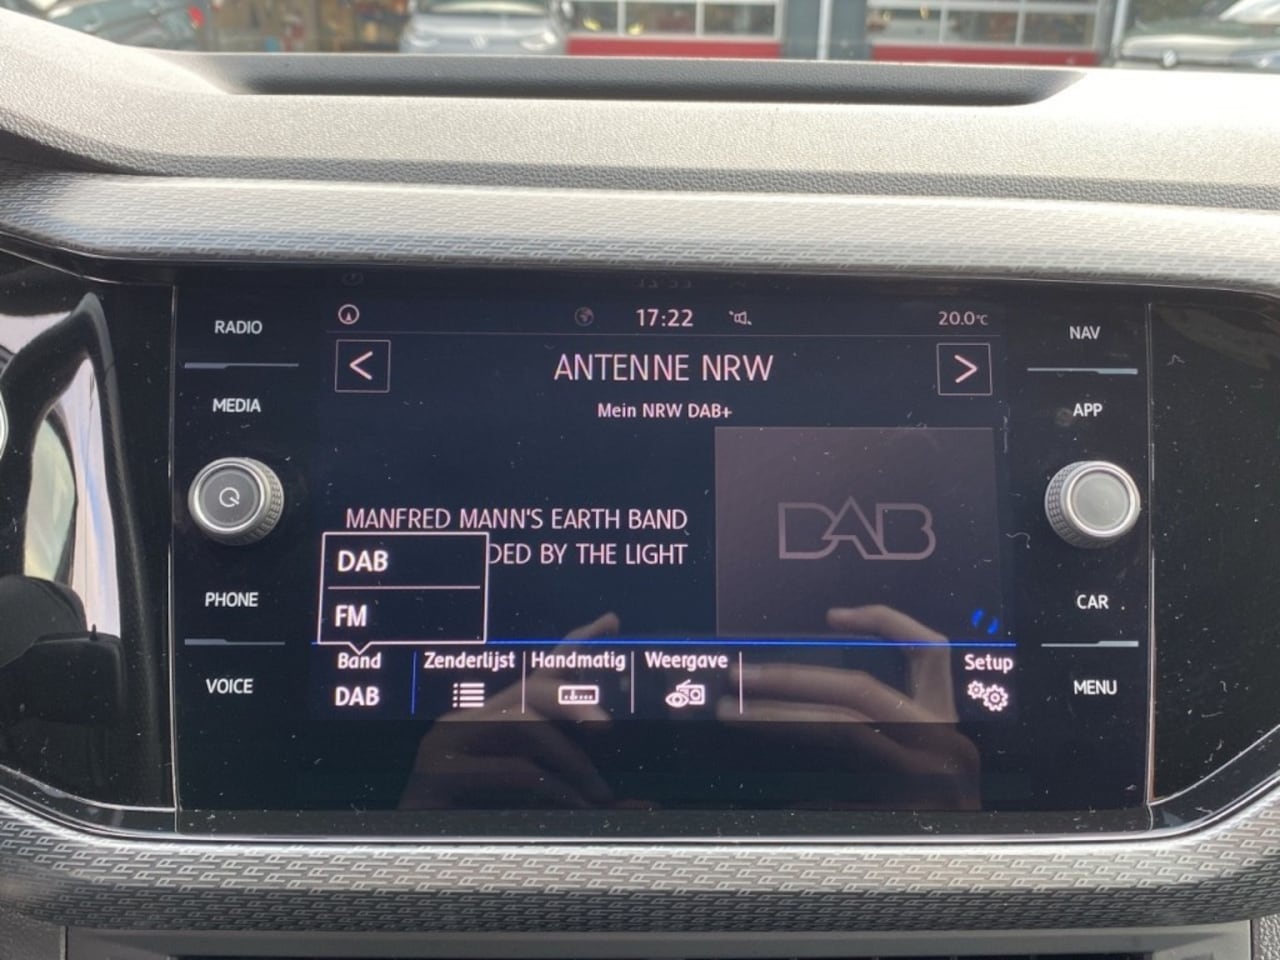 RADIO
MEDIA
PHONE
VOICE
17:22
20.0°C
ANTENNE NRW
Mein NRW DAB+
MANFRED MANN'S EARTH BAND
DED BY THE LIGHT
DAB
DAB
FM
Band
DAB
Zenderlijst
Handmatig
Weergave
Setup
NAV
APP
CAR
MENU